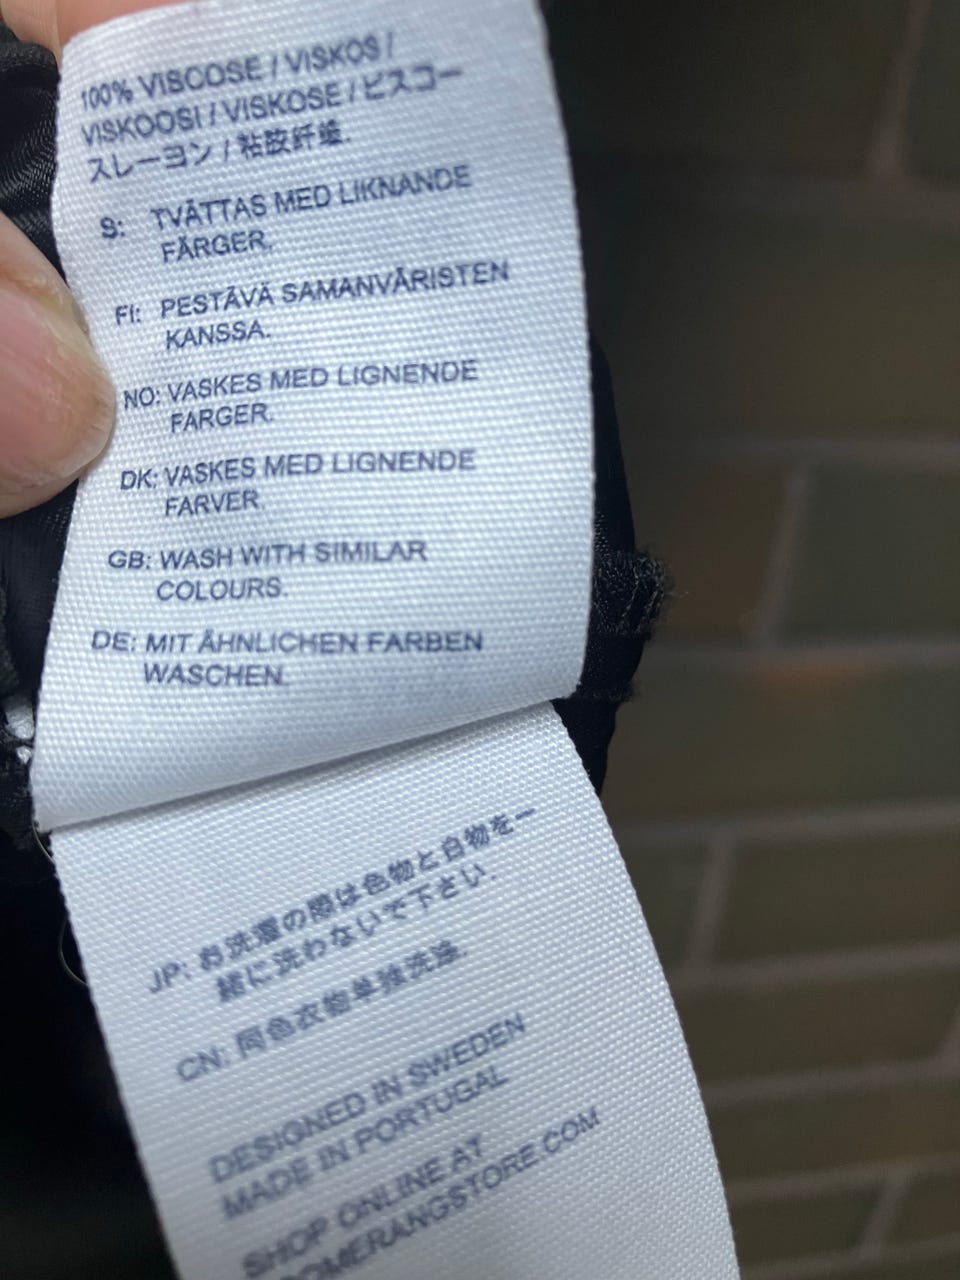 100% VISCOSE / VISKOS /
VISKOOSI / VISKOSE / ビスコー
スレーヨン / 粘胶纤维.
S: TVÄTTAS MED LIKNANDE
FÄRGER.
FI: PESTÄVÄ SAMANVÄRISTEN
KANSSA.
NO: VASKES MED LIGNENDE
FARGER.
DK: VASKES MED LIGNENDE
FARVER.
GB: WASH WITH SIMILAR
COLOURS.
DE: MIT ÄHNLICHEN FARBEN
WASCHEN.
JP: お洗濯の際は色物と白物を一
緒に洗わないで下さい.
CN: 同色衣物单独洗涤.
DESIGNED IN SWEDEN
MADE IN PORTUGAL
SHOP ONLINE AT
OOMERANGSTORE.COM